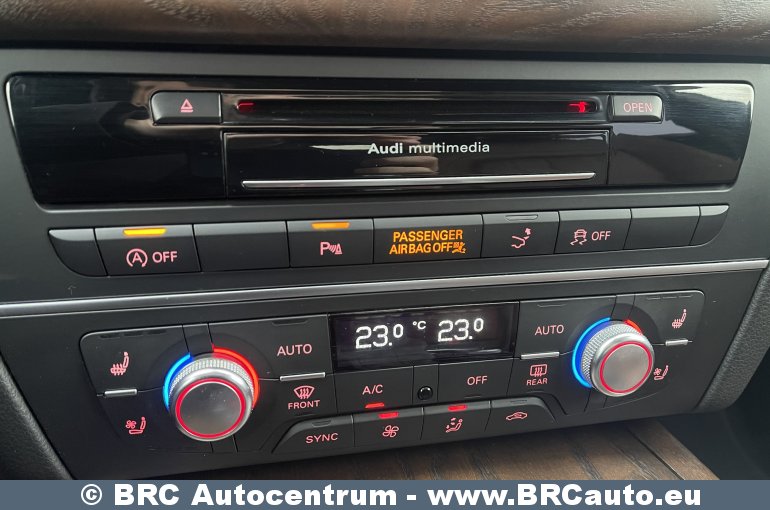 OPEN
Audi multimedia
A OFF
P
PASSENGER
AIRBAG OFF
OFF
23.0 °C 23.0
AUTO
AUTO
A/C
OFF
FRONT
REAR
SYNC
© BRC Autocentrum - www.BRCauto.eu